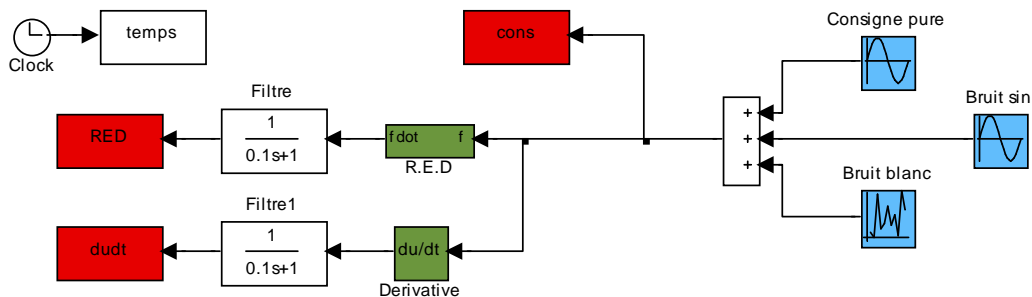 Clock
temps
cons
Consigne pure
Bruit sin
Bruit blanc
+
+
+
Filtre
RED
1
0.1s+1
fdot
f
R.E.D
Filtre1
dudt
1
0.1s+1
du/dt
Derivative